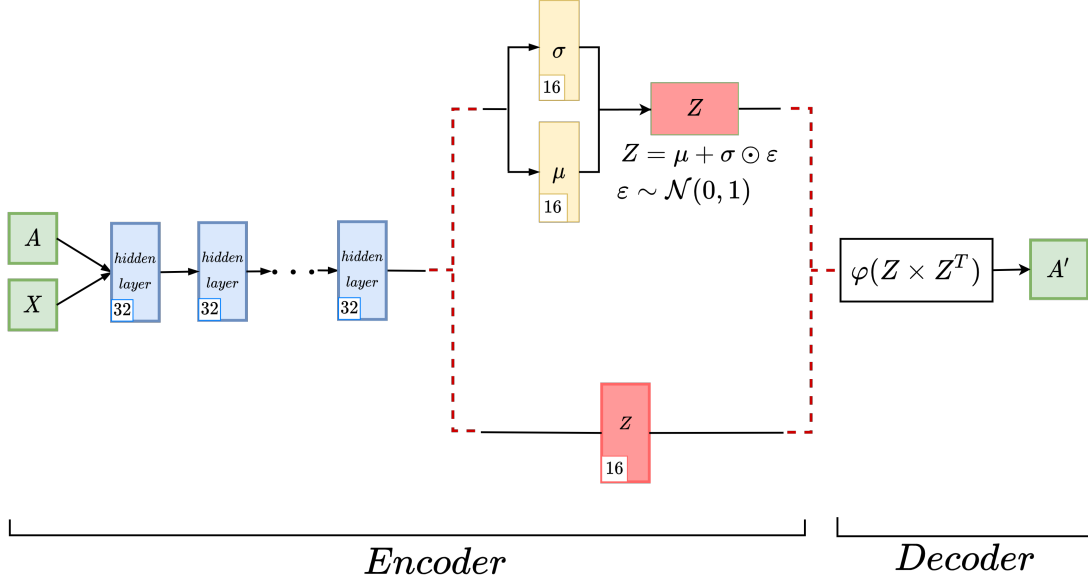 A
X
hidden
layer
32
hidden
layer
32
hidden
layer
32
σ
16
μ
16
Z
Z = μ + σ ⊙ ε
ε ∼ 𝒩(0, 1)
Z
16
φ(Z × Z^T)
A′
Encoder
Decoder